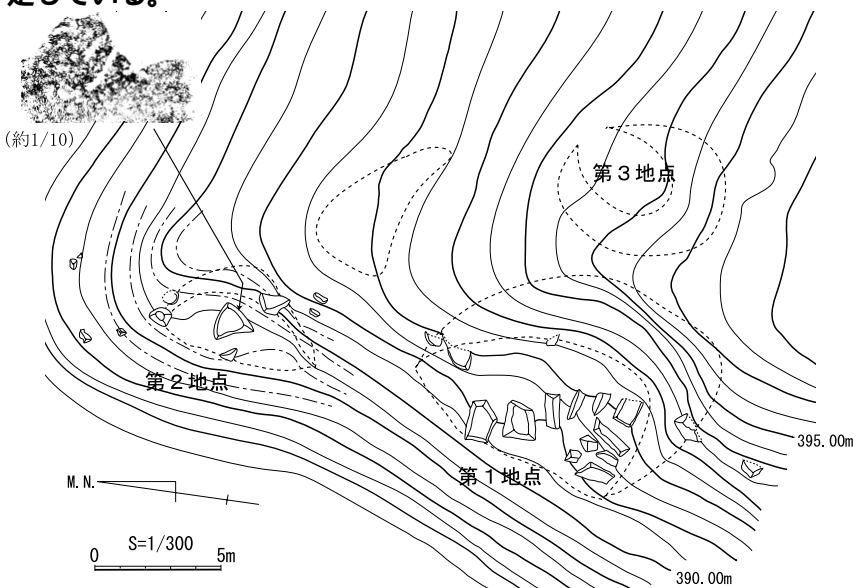 定している。
(約1/10)
第3地点
第2地点
395.00m
第1地点
M.N.
S=1/300
0 5m
390.00m